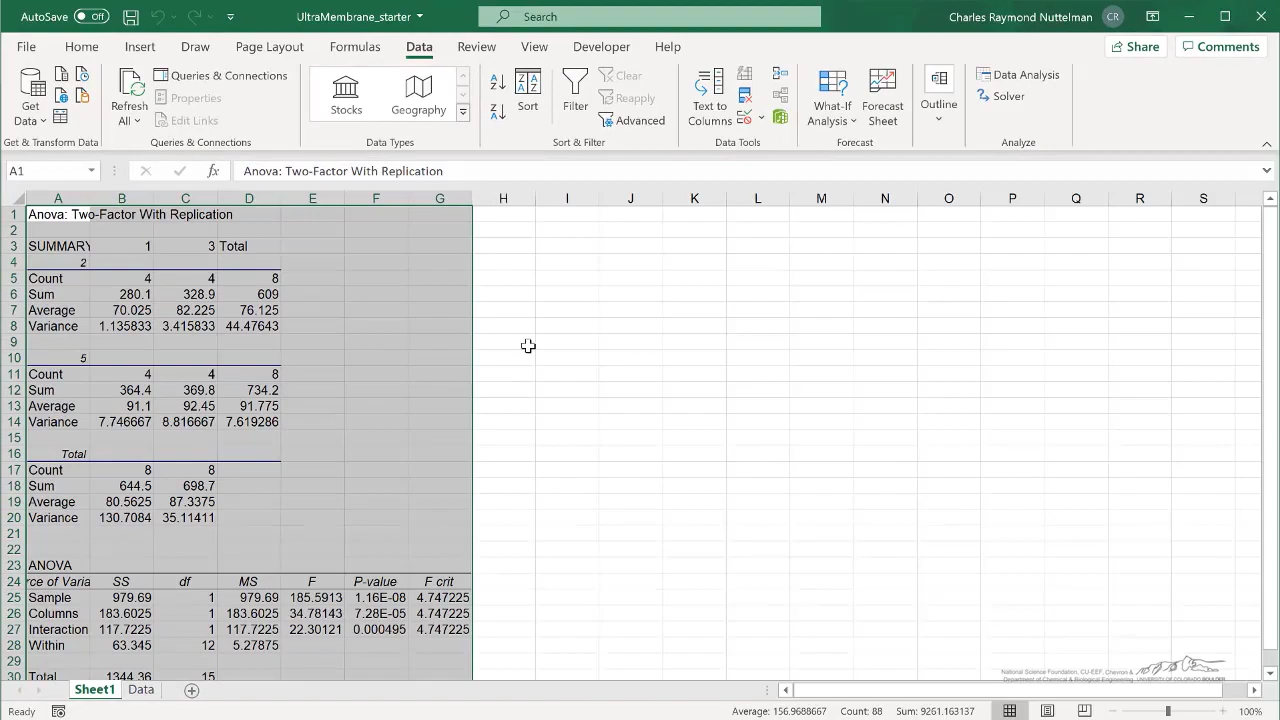 AutoSave Off UltraMembrane_starter Search Charles Raymond Nuttelman CR
File Home Insert Draw Page Layout Formulas Data Review View Developer Help Share Comments
Get Data Refresh All Queries & Connections Properties Edit Links Stocks Geography Sort Filter Clear Reapply Advanced Text to Columns What-If Analysis Forecast Sheet Outline Data Analysis Solver
Get & Transform Data Queries & Connections Data Types Sort & Filter Data Tools Forecast Analyze
A1 fx Anova: Two-Factor With Replication
A B C D E F G H I J K L M N O P Q R S
1 Anova: Two-Factor With Replication
2
3 SUMMARY 1 3 Total
4 2
5 Count 4 4 8
6 Sum 280.1 328.9 609
7 Average 70.025 82.225 76.125
8 Variance 1.135833 3.415833 44.47643
9
10 5
11 Count 4 4 8
12 Sum 364.4 369.8 734.2
13 Average 91.1 92.45 91.775
14 Variance 7.746667 8.816667 7.619286
15
16 Total
17 Count 8 8
18 Sum 644.5 698.7
19 Average 80.5625 87.3375
20 Variance 130.7084 35.11411
21
22
23 ANOVA
24 rce of Varia SS df MS F P-value F crit
25 Sample 979.69 1 979.69 185.5913 1.16E-08 4.747225
26 Columns 183.6025 1 183.6025 34.78143 7.28E-05 4.747225
27 Interaction 117.7225 1 117.7225 22.30121 0.000495 4.747225
28 Within 63.345 12 5.27875
29
30 Total 1344.36 15
National Science Foundation, CU-EEF, Chevron &
Department of Chemical & Biological Engineering, UNIVERSITY OF COLORADO BOULDER
Sheet1 Data
Ready Average: 156.9688667 Count: 88 Sum: 9261.163137 100%